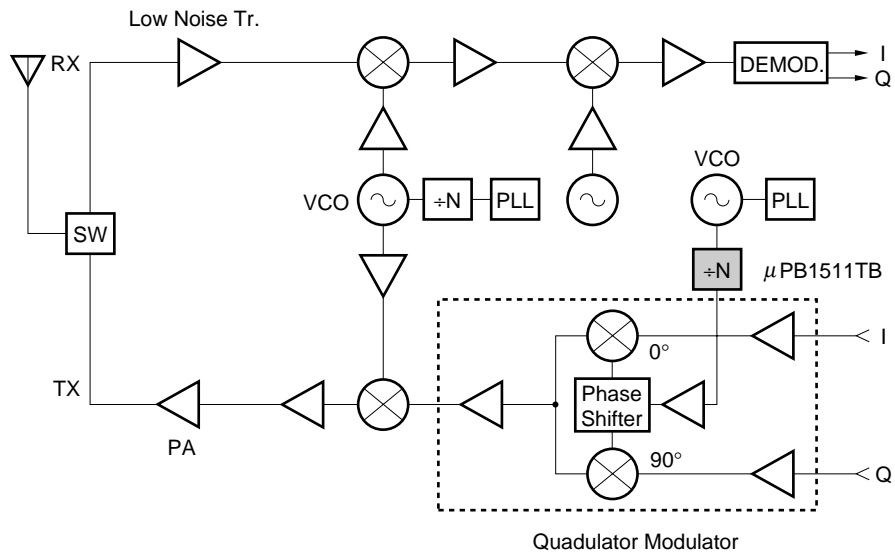 Low Noise Tr.
RX
DEMOD.
I
Q
VCO
÷N
PLL
VCO
PLL
SW
÷N
μPB1511TB
I
0°
TX
Phase
Shifter
PA
90°
Q
Quadulator Modulator